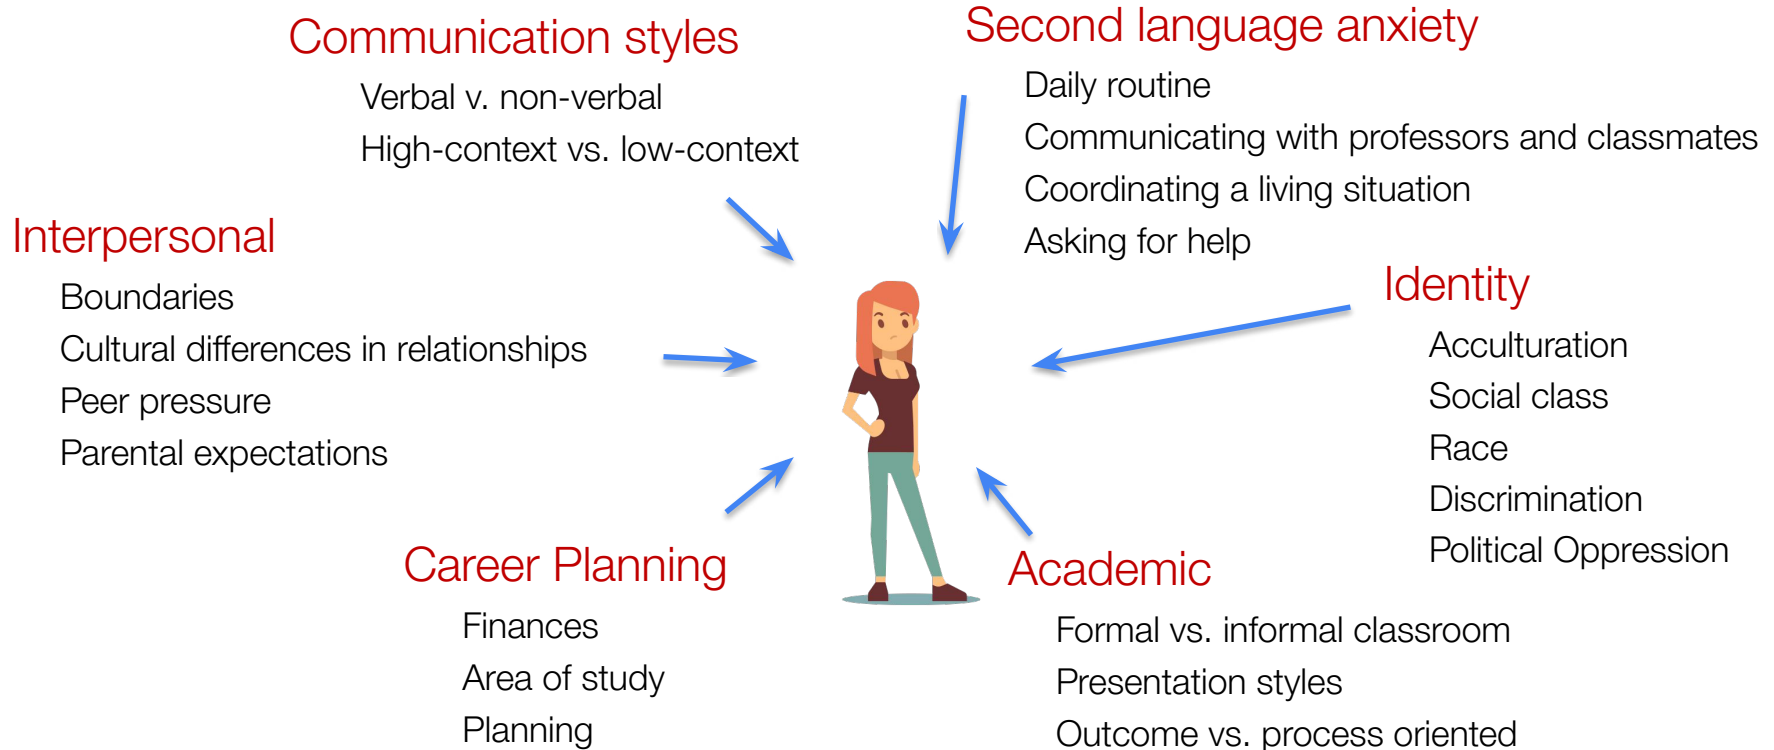 Communication styles
Verbal v. non-verbal
High-context vs. low-context
Second language anxiety
Daily routine
Communicating with professors and classmates
Coordinating a living situation
Asking for help
Interpersonal
Boundaries
Cultural differences in relationships
Peer pressure
Parental expectations
Identity
Acculturation
Social class
Race
Discrimination
Political Oppression
Career Planning
Finances
Area of study
Planning
Academic
Formal vs. informal classroom
Presentation styles
Outcome vs. process oriented